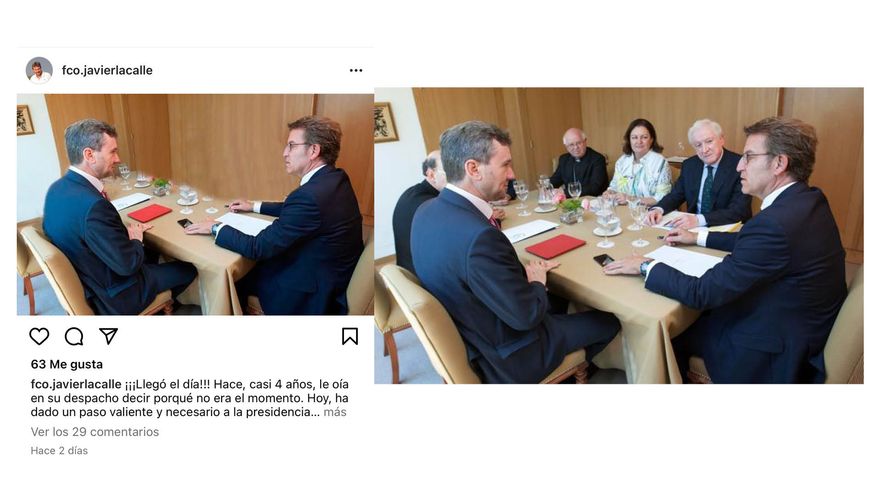 fco.javierlacalle
63 Me gusta
fco.javierlacalle ¡¡¡Llegó el día!!! Hace, casi 4 años, le oía
en su despacho decir porqué no era el momento. Hoy, ha
dado un paso valiente y necesario a la presidencia... más
Ver los 29 comentarios
Hace 2 días